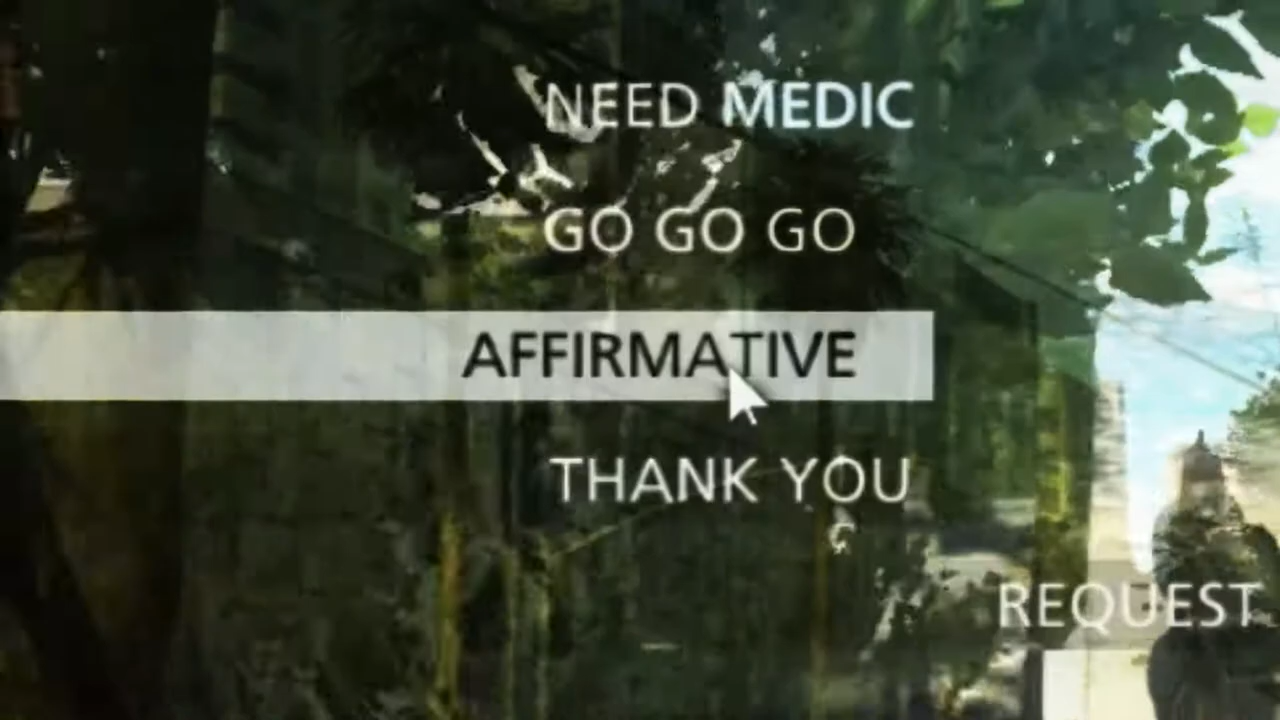 NEED MEDIC
GO GO GO
AFFIRMATIVE
THANK YOU
REQUEST